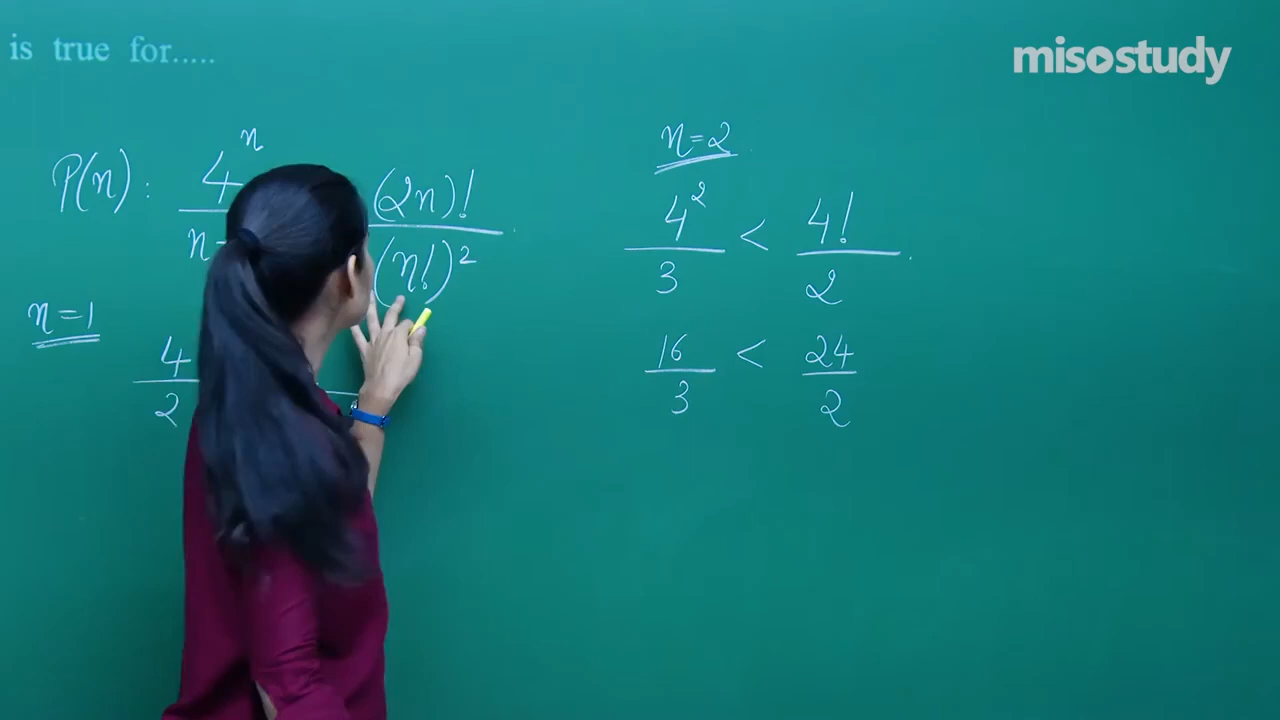 is true for.....
misostudy
P(n) : 4^n / n- (2n)! / (n!)^2
n=1
4/2
n=2
4^2/3 < 4!/2
16/3 < 24/2